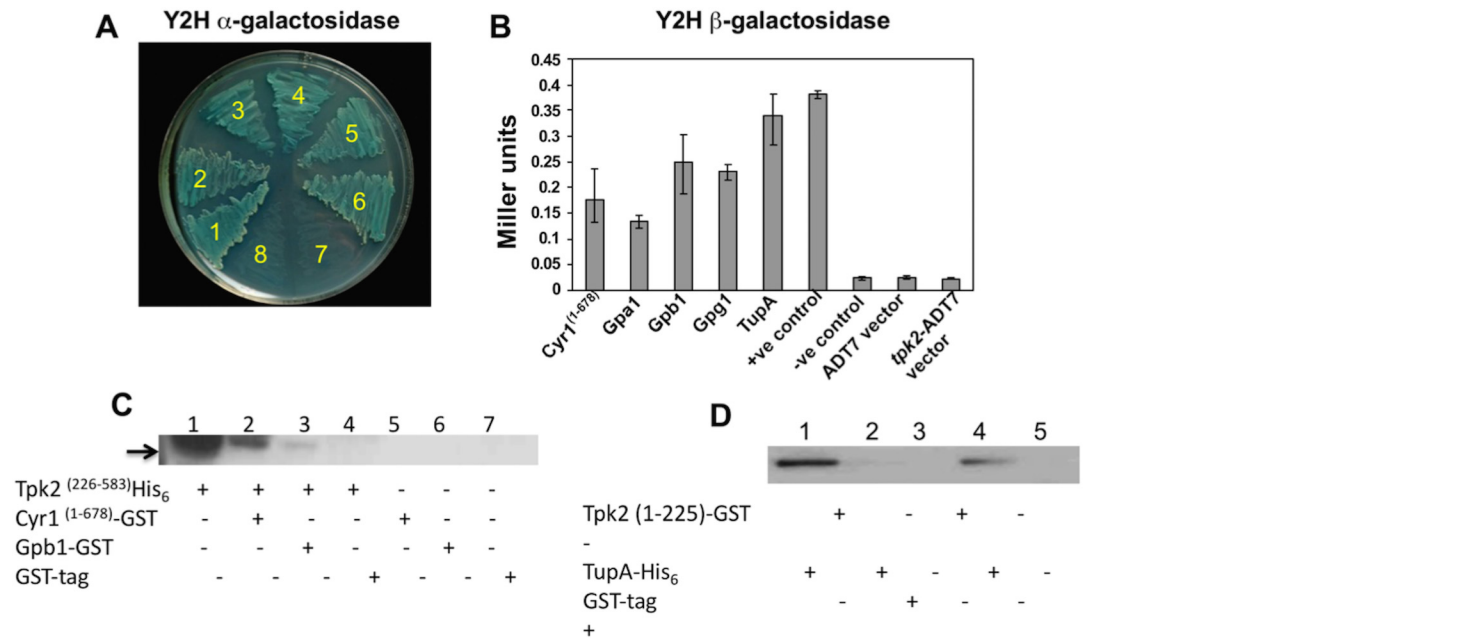 A
Y2H α-galactosidase
3
4
5
2
6
1
8
7
B
Y2H β-galactosidase
Miller units
0.45
0.4
0.35
0.3
0.25
0.2
0.15
0.1
0.05
0
Cyr1(1-678)
Gpa1
Gpb1
Gpg1
TupA
+ve control
-ve control
ADT7 vector
tpk2-ADT7
vector
C
1 2 3 4 5 6 7
Tpk2 (226-583)His6 + + + + - - -
Cyr1 (1-678)-GST - + - - + - -
Gpb1-GST - - + - - + -
GST-tag - - - + - - +
D
1 2 3 4 5
Tpk2 (1-225)-GST + - + -
-
TupA-His6 + + - + -
GST-tag - + - -
+